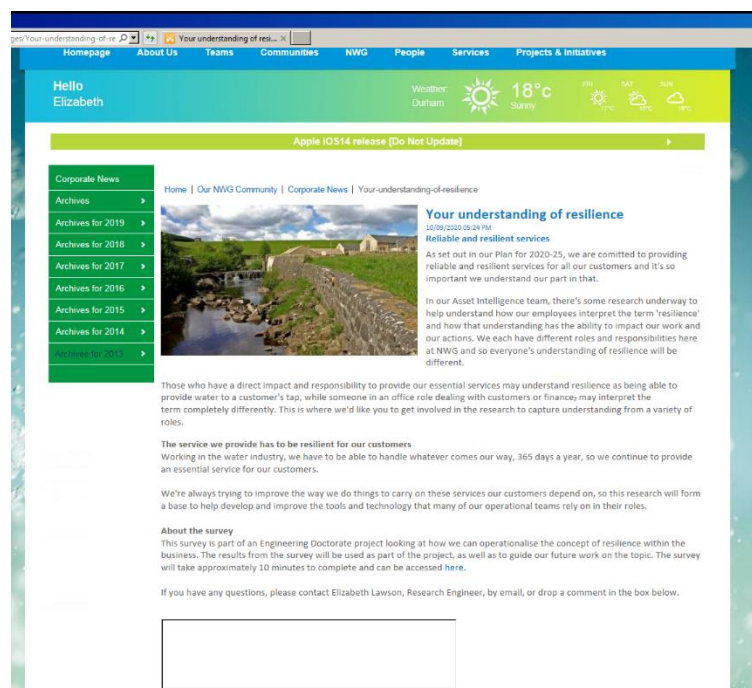 ges/Your-understanding-of-re
Your understanding of resi...
Homepage About Us Teams Communities NWG People Services Projects & Initiatives
Hello
Elizabeth
Weather:
Durham
18°c
Sunny
FRI SAT SUN
Apple iOS14 release [Do Not Update]
Corporate News
Archives
Archives for 2019
Archives for 2018
Archives for 2017
Archives for 2016
Archives for 2015
Archives for 2014
Archives for 2013
Home | Our NWG Community | Corporate News | Your-understanding-of-resilience
Your understanding of resilience
10/09/2020 05:24 PM
Reliable and resilient services
As set out in our Plan for 2020-25, we are comitted to providing
reliable and resilient services for all our customers and it's so
important we understand our part in that.
In our Asset Intelligence team, there's some research underway to
help understand how our employees interpret the term 'resilience'
and how that understanding has the ability to impact our work and
our actions. We each have different roles and responsibilities here
at NWG and so everyone's understanding of resilience will be
different.
Those who have a direct impact and responsibility to provide our essential services may understand resilience as being able to
provide water to a customer's tap, while someone in an office role dealing with customers or finance, may interpret the
term completely differently. This is where we'd like you to get involved in the research to capture understanding from a variety of
roles.
The service we provide has to be resilient for our customers
Working in the water industry, we have to be able to handle whatever comes our way, 365 days a year, so we continue to provide
an essential service for our customers.
We're always trying to improve the way we do things to carry on these services our customers depend on, so this research will form
a base to help develop and improve the tools and technology that many of our operational teams rely on in their roles.
About the survey
This survey is part of an Engineering Doctorate project looking at how we can operationalise the concept of resilience within the
business. The results from the survey will be used as part of the project, as well as to guide our future work on the topic. The survey
will take approximately 10 minutes to complete and can be accessed here.
If you have any questions, please contact Elizabeth Lawson, Research Engineer, by email, or drop a comment in the box below.